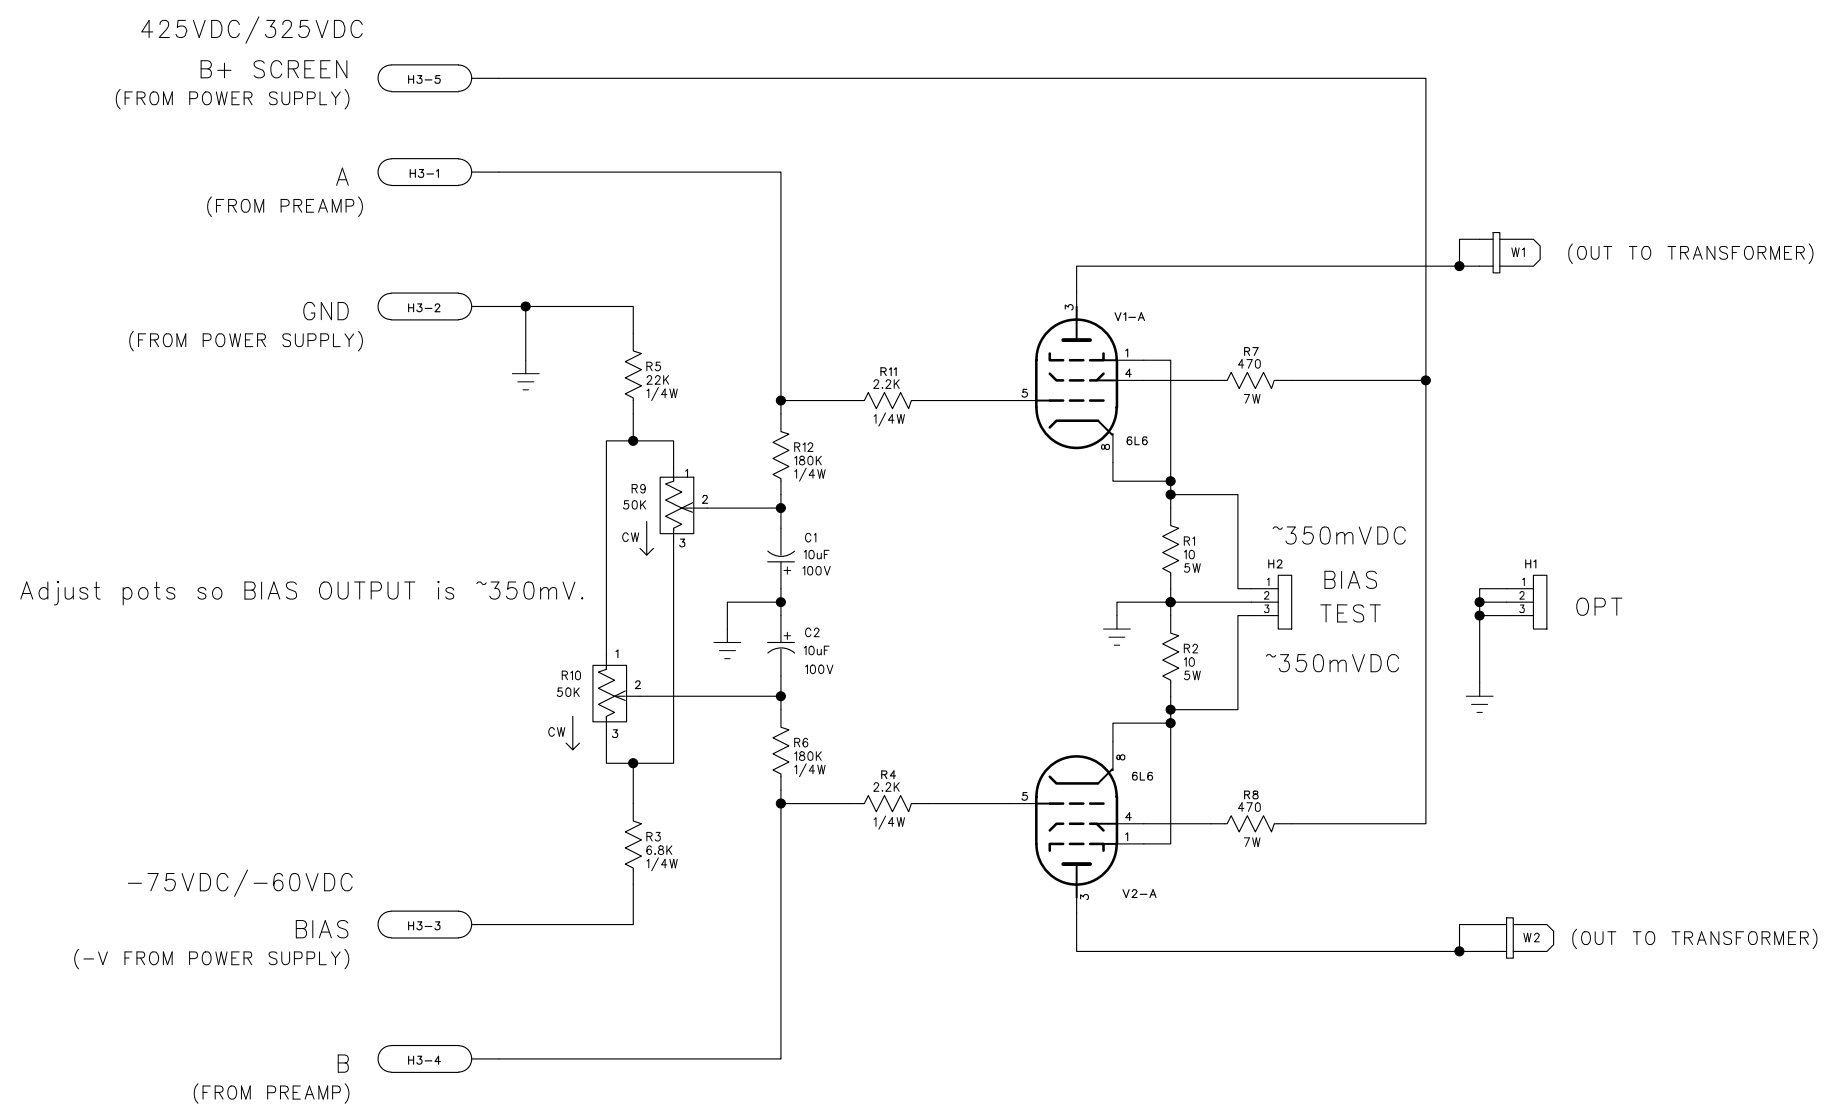 425VDC/325VDC
B+ SCREEN
(FROM POWER SUPPLY)
H3-5
A
(FROM PREAMP)
H3-1
GND
(FROM POWER SUPPLY)
H3-2
R5
22K
1/4W
R9
50K
CW
1
2
3
R12
180K
1/4W
C1
10uF
+
100V
Adjust pots so BIAS OUTPUT is ~350mV.
+
C2
10uF
100V
R10
50K
CW
1
2
3
R6
180K
1/4W
R3
6.8K
1/4W
-75VDC/-60VDC
BIAS
(-V FROM POWER SUPPLY)
H3-3
B
(FROM PREAMP)
H3-4
R11
2.2K
1/4W
R4
2.2K
1/4W
3
V1-A
1
4
5
8
6L6
R7
470
7W
W1
(OUT TO TRANSFORMER)
R1
10
5W
R2
10
5W
H2
1
2
3
~350mVDC
BIAS
TEST
~350mVDC
H1
1
2
3
OPT
8
6L6
5
4
1
3
V2-A
R8
470
7W
W2
(OUT TO TRANSFORMER)